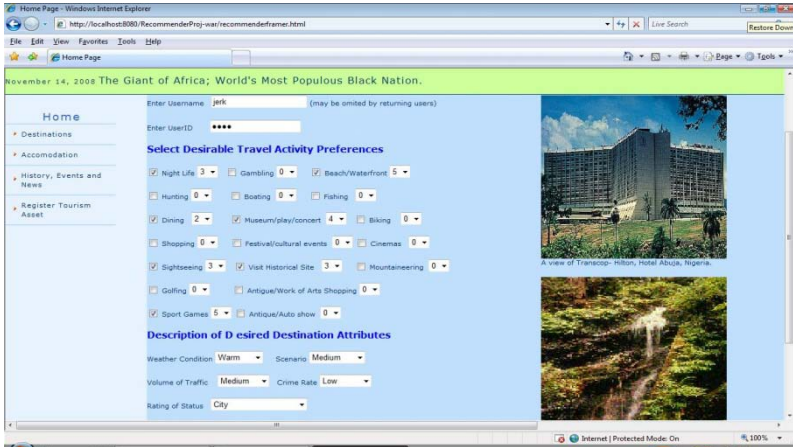 Home Page - Windows Internet Explorer
http://localhost:8080/RecommenderProj-war/recommenderframer.html
Live Search
Restore Down
File Edit View Favorites Tools Help
Home Page
Page Tools
November 14, 2008 The Giant of Africa; World's Most Populous Black Nation.
Home
Destinations
Accomodation
History, Events and
News
Register Tourism
Asset
Enter Username jerk (may be omited by returning users)
Enter UserID ●●●●
Select Desirable Travel Activity Preferences
Night Life 3 Gambling 0 Beach/Waterfront 5
Hunting 0 Boating 0 Fishing 0
Dining 2 Museum/play/concert 4 Biking 0
Shopping 0 Festival/cultural events 0 Cinemas 0
Sightseeing 3 Visit Historical Site 3 Mountaineering 0
Golfing 0 Antique/Work of Arts Shopping 0
Sport Games 5 Antique/Auto show 0
Description of D esired Destination Attributes
Weather Condition Warm Scenario Medium
Volume of Traffic Medium Crime Rate Low
Rating of Status City
A view of Transcop- Hilton, Hotel Abuja, Nigeria.
Internet | Protected Mode: On
100%